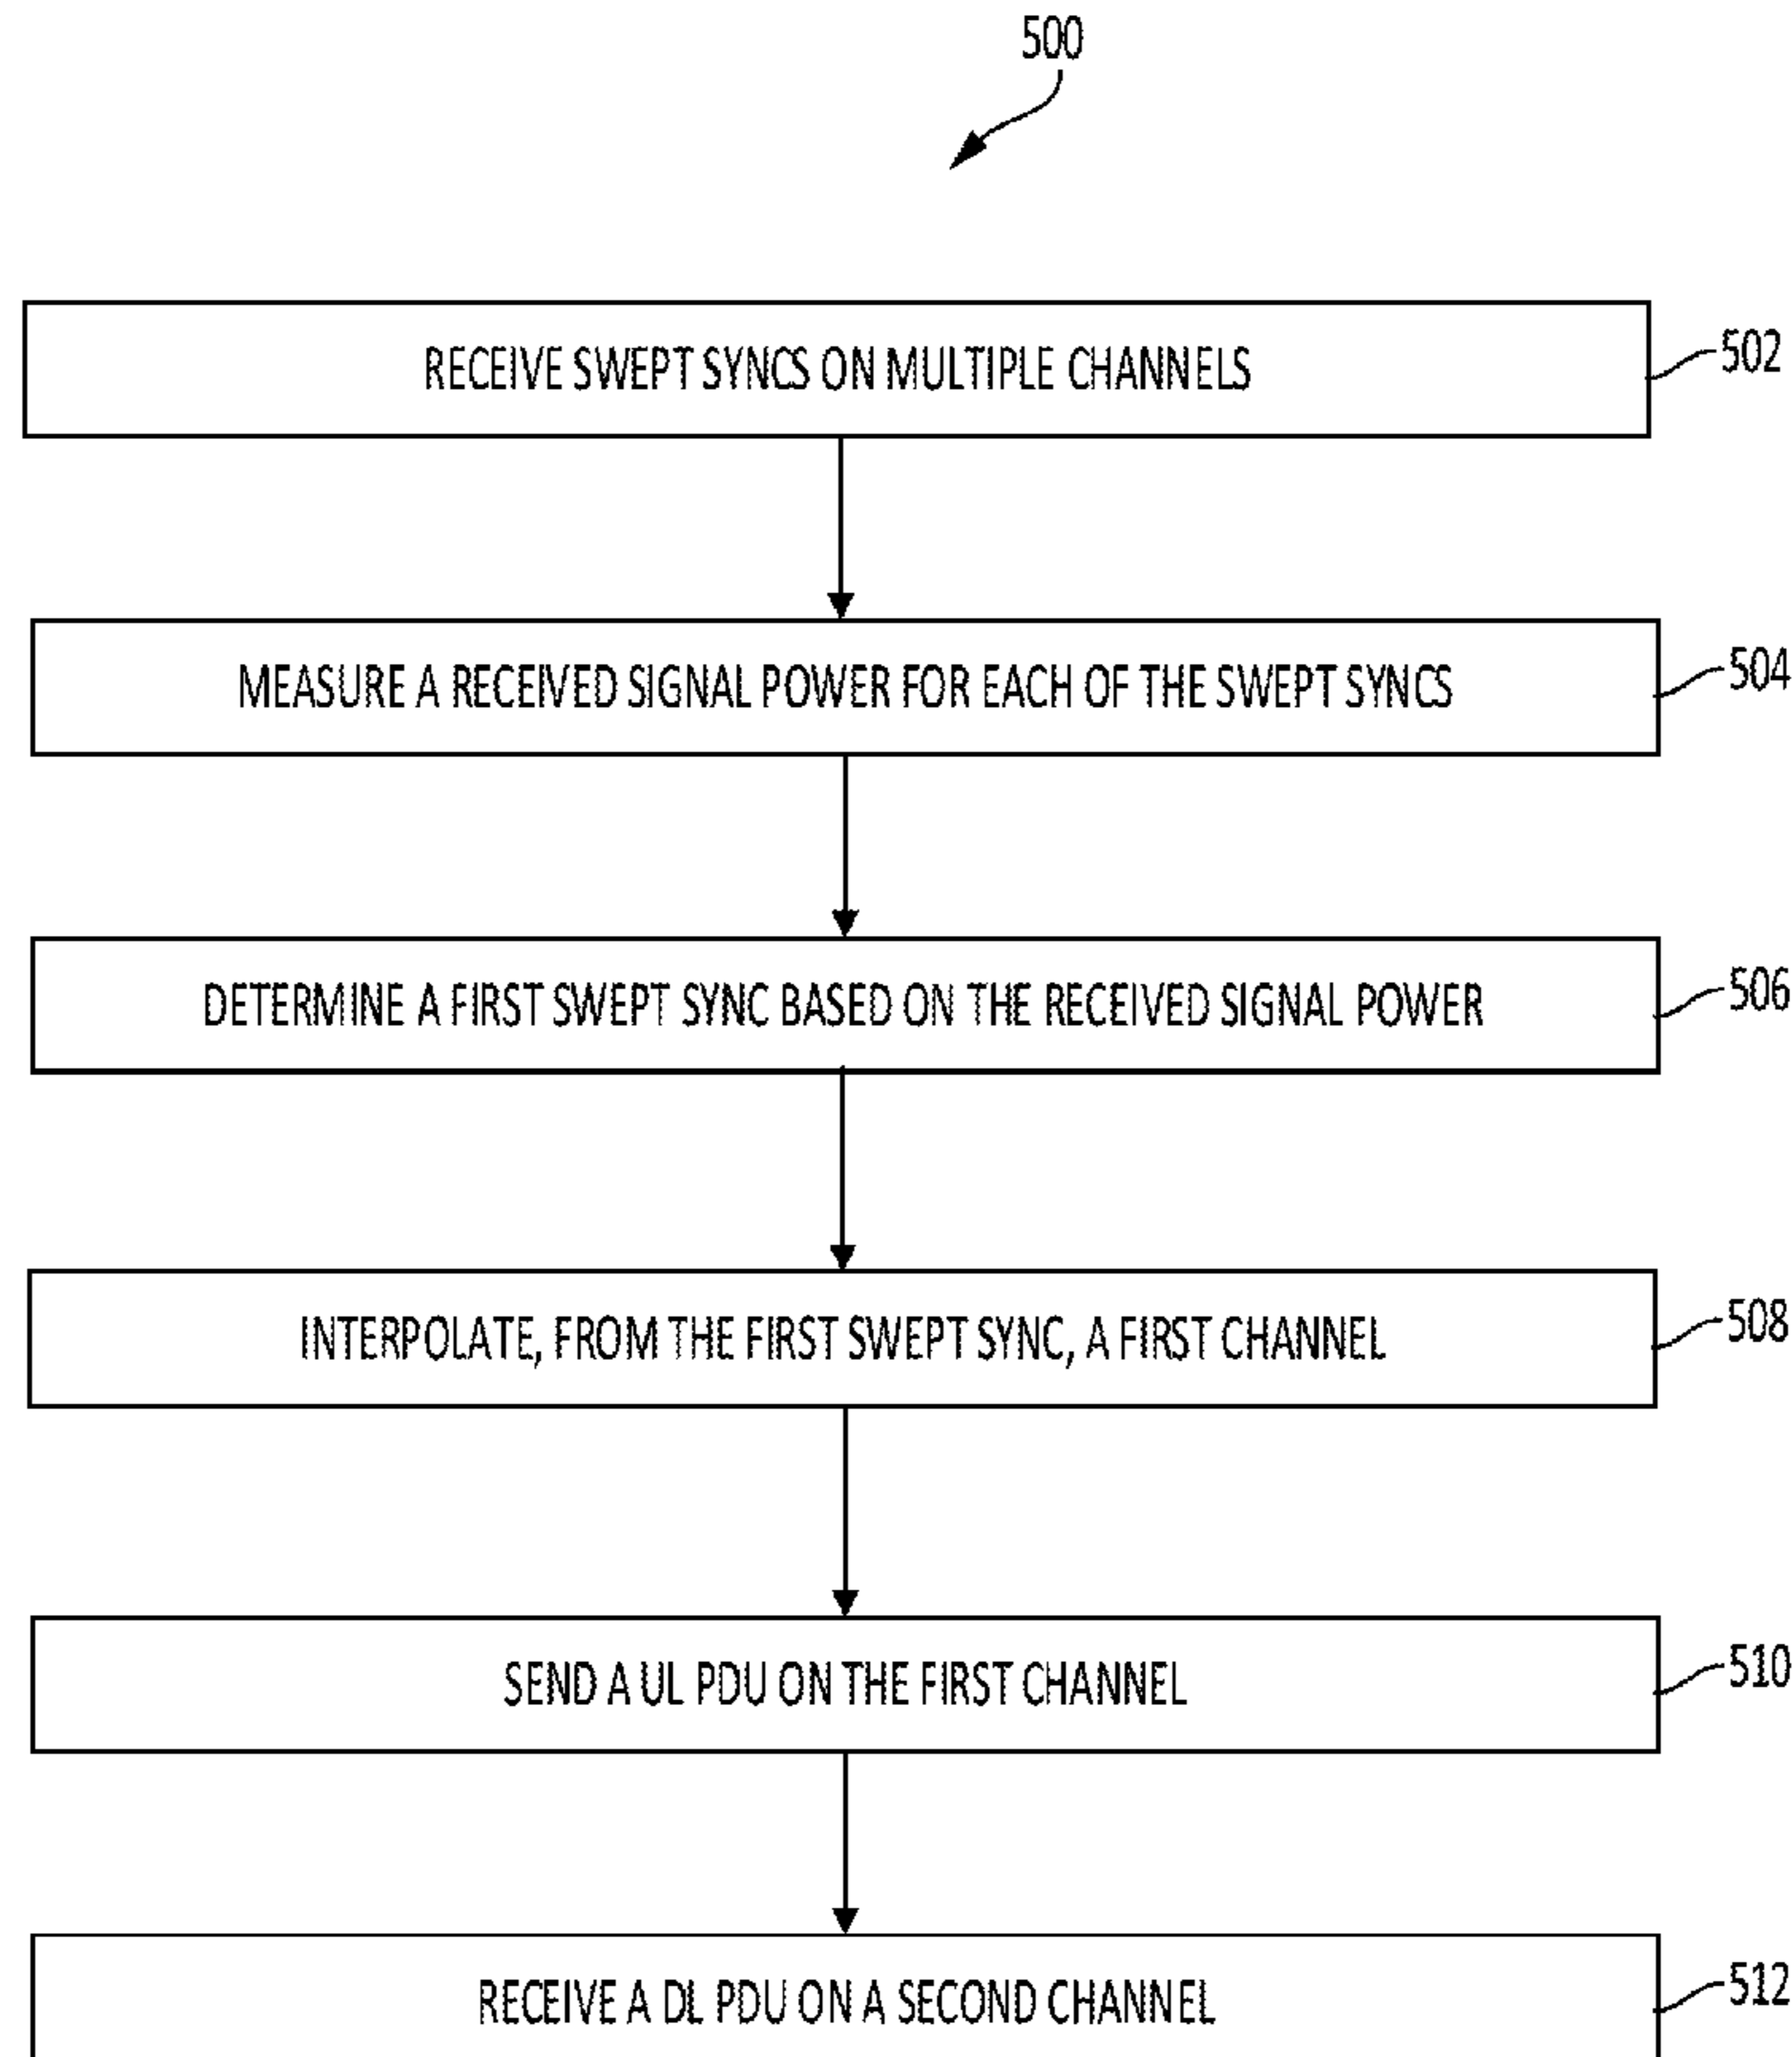 500
RECEIVE SWEPT SYNCS ON MULTIPLE CHANNELS
502
MEASURE A RECEIVED SIGNAL POWER FOR EACH OF THE SWEPT SYNCS
504
DETERMINE A FIRST SWEPT SYNC BASED ON THE RECEIVED SIGNAL POWER
506
INTERPOLATE, FROM THE FIRST SWEPT SYNC, A FIRST CHANNEL
508
SEND A UL PDU ON THE FIRST CHANNEL
510
RECEIVE A DL PDU ON A SECOND CHANNEL
512